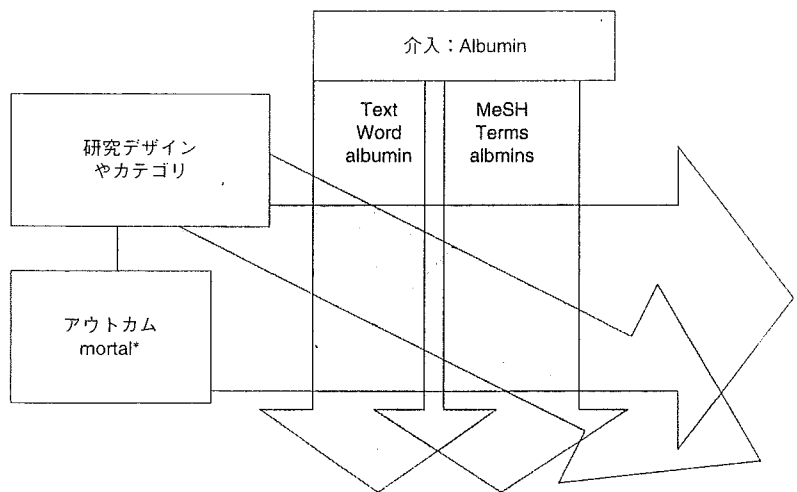 介入：Albumin
Text
Word
albumin
MeSH
Terms
albmins
研究デザイン
やカテゴリ
アウトカム
mortal*